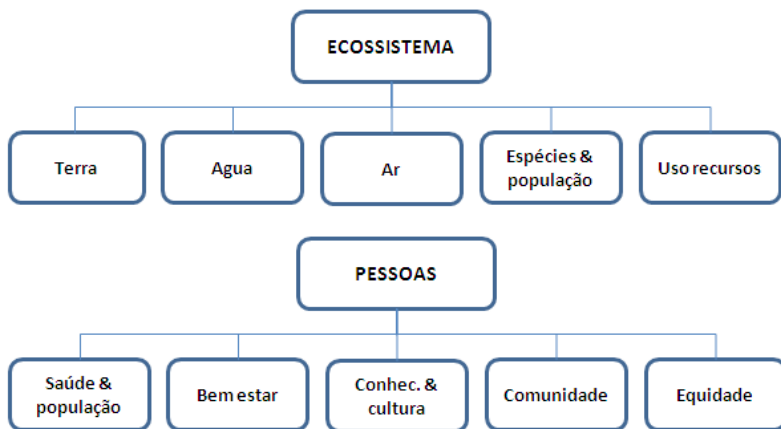 ECOSSISTEMA
Terra
Agua
Ar
Espécies &
população
Uso recursos
PESSOAS
Saúde &
população
Bem estar
Conhec. &
cultura
Comunidade
Equidade